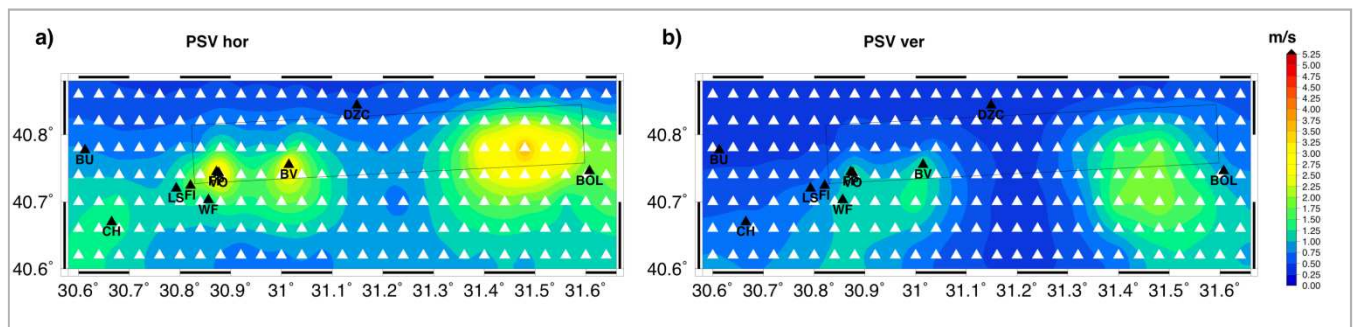 a) PSV hor
b) PSV ver
m/s
5.25
5.00
4.75
4.50
4.25
4.00
3.75
3.50
3.25
3.00
2.75
2.50
2.25
2.00
1.75
1.50
1.25
1.00
0.75
0.50
0.25
0.00
40.8°
40.7°
40.6°
DZC
BU
BV
BOL
VO
LS
FI
WF
CH
30.6° 30.7° 30.8° 30.9° 31° 31.1° 31.2° 31.3° 31.4° 31.5° 31.6°
40.8°
40.7°
40.6°
DZC
BU
BV
BOL
VO
LS
FI
WF
CH
30.6° 30.7° 30.8° 30.9° 31° 31.1° 31.2° 31.3° 31.4° 31.5° 31.6°